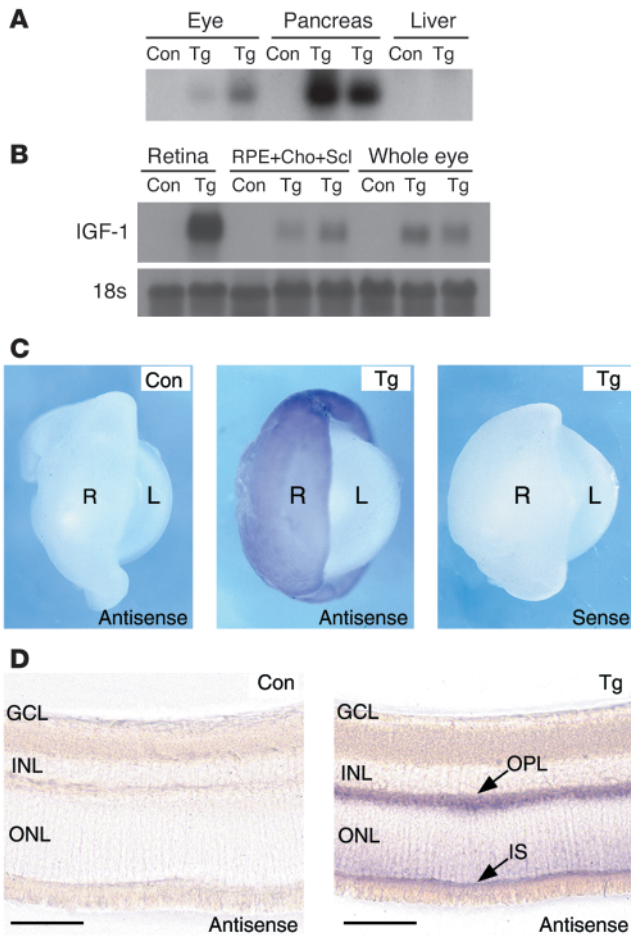 A
Eye Pancreas Liver
Con Tg Tg Con Tg Tg Con Tg
B
Retina RPE+Cho+Scl Whole eye
Con Tg Con Tg Tg Con Tg Tg
IGF-1
18s
C
Con Tg Tg
R L R L R L
Antisense Antisense Sense
D
Con Tg
GCL GCL
INL OPL INL
ONL ONL
IS
Antisense Antisense